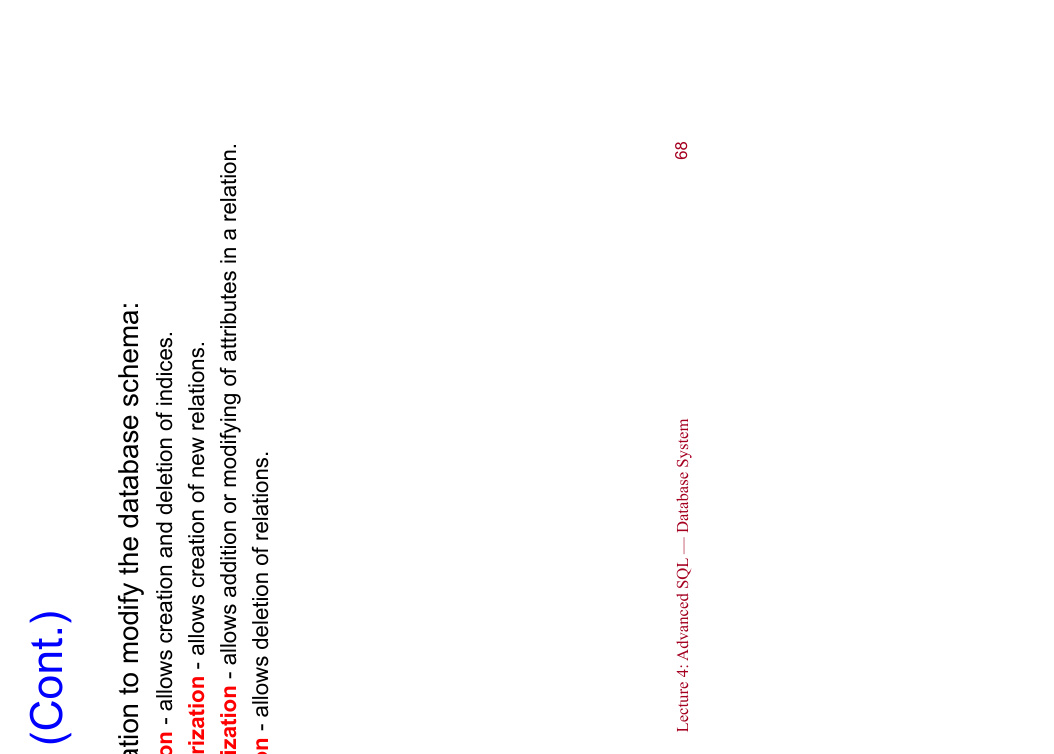 (Cont.)
ation to modify the database schema:
on - allows creation and deletion of indices.
rization - allows creation of new relations.
ization - allows addition or modifying of attributes in a relation.
on - allows deletion of relations.
Lecture 4: Advanced SQL — Database System
68